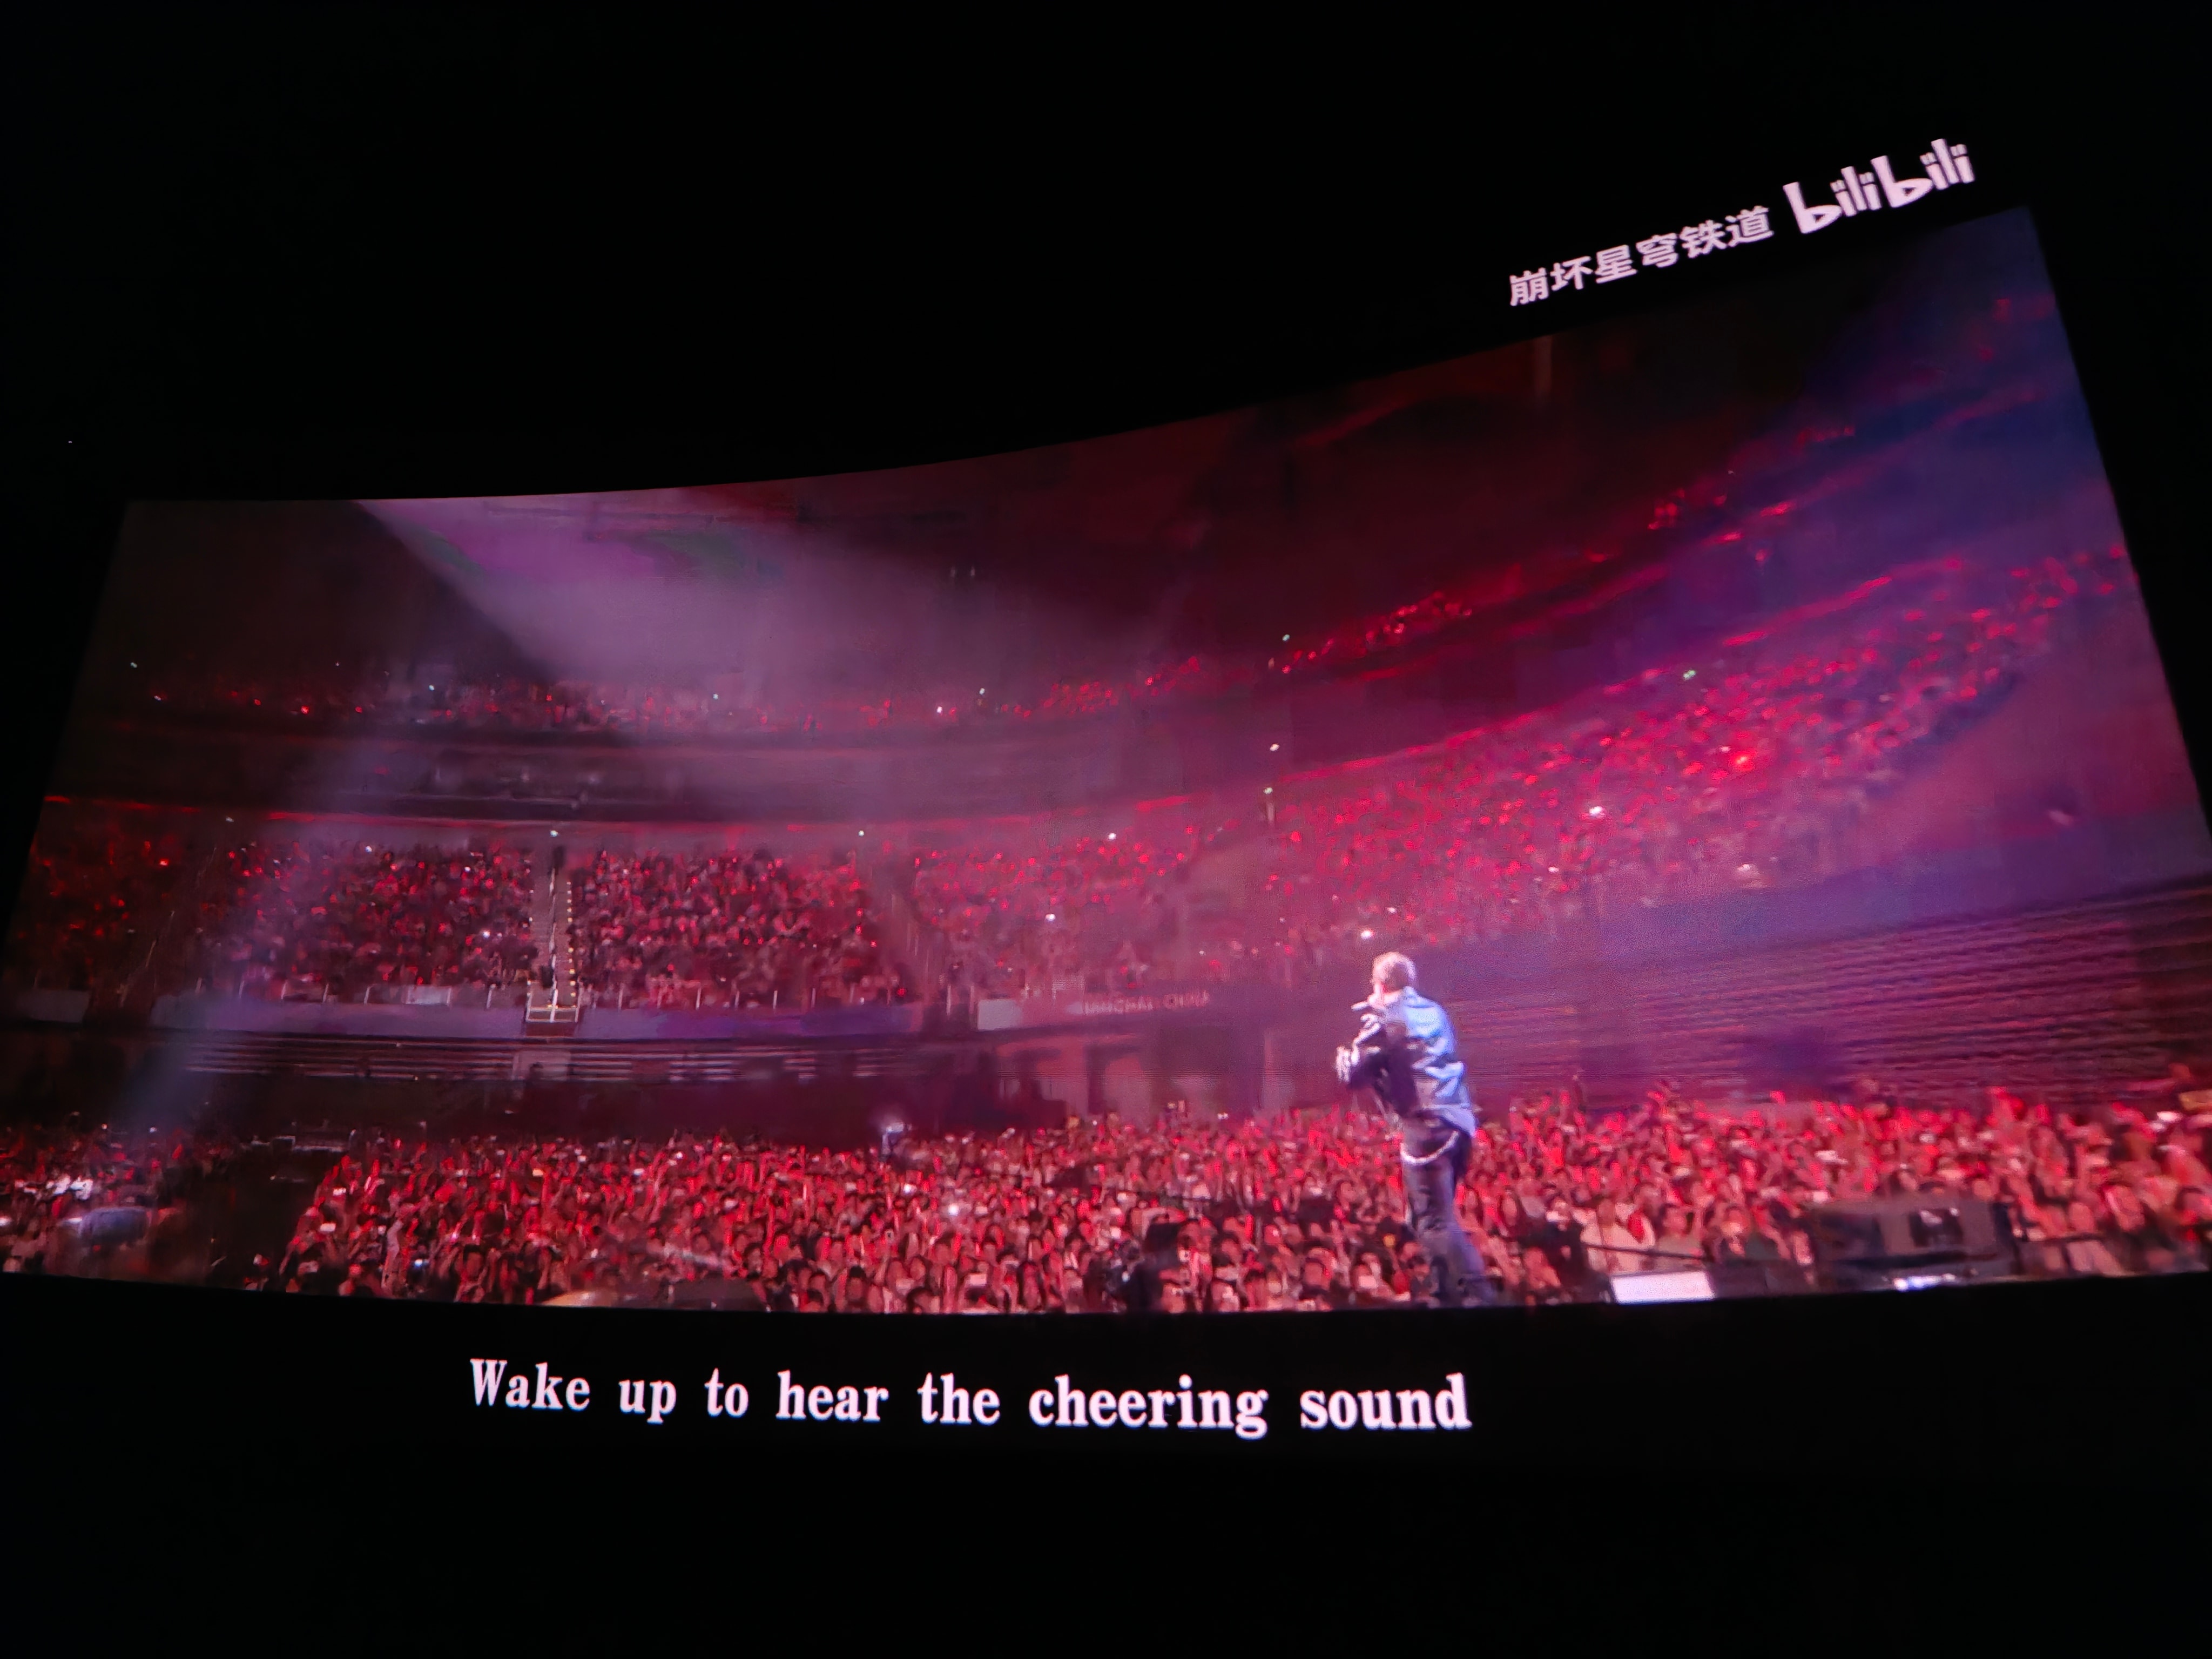 崩坏星穹铁道 bilibili
Wake up to hear the cheering sound